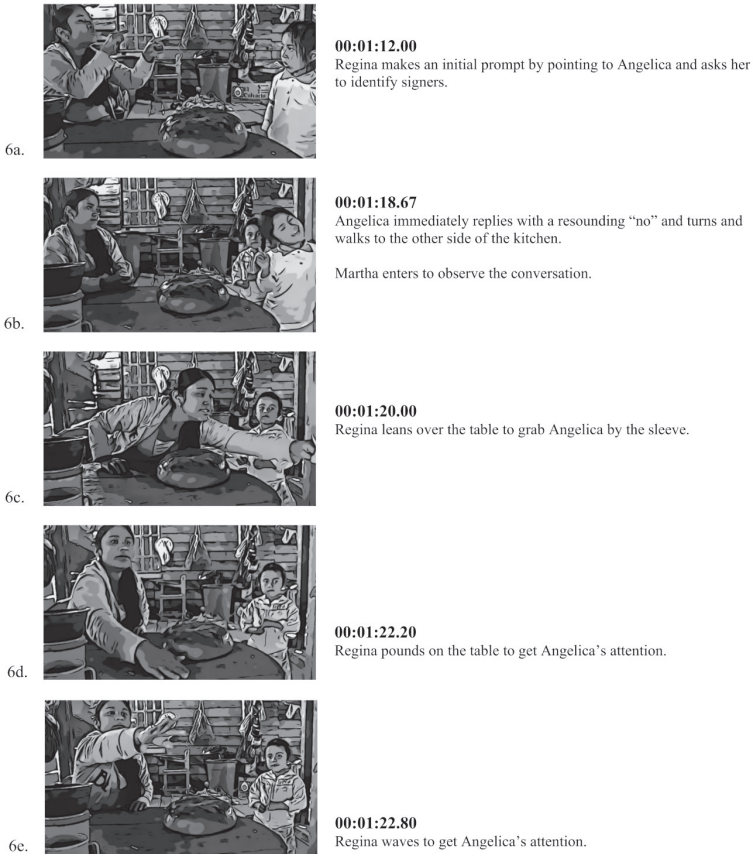 00:01:12.00
Regina makes an initial prompt by pointing to Angelica and asks her
to identify signers.
6a.
00:01:18.67
Angelica immediately replies with a resounding “no” and turns and
walks to the other side of the kitchen.
Martha enters to observe the conversation.
6b.
00:01:20.00
Regina leans over the table to grab Angelica by the sleeve.
6c.
00:01:22.20
Regina pounds on the table to get Angelica’s attention.
6d.
00:01:22.80
Regina waves to get Angelica’s attention.
6e.